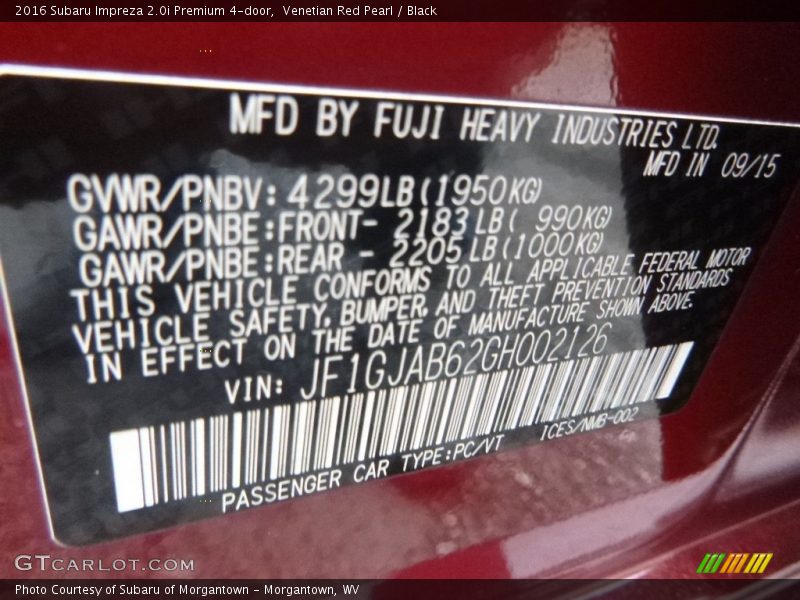 2016 Subaru Impreza 2.0i Premium 4-door,  Venetian Red Pearl / Black
MFD BY FUJI HEAVY INDUSTRIES LTD.
MFD IN 09/15
GVWR/PNBV: 4299LB(1950KG)
GAWR/PNBE:FRONT- 2183LB( 990KG)
GAWR/PNBE:REAR - 2205LB(1000KG)
THIS VEHICLE CONFORMS TO ALL APPLICABLE FEDERAL MOTOR
VEHICLE SAFETY, BUMPER, AND THEFT PREVENTION STANDARDS
IN EFFECT ON THE DATE OF MANUFACTURE SHOWN ABOVE.
VIN: JF1GJAB62GH002126
PASSENGER CAR TYPE:PC/VT ICES/NMB-002
GTCARLOT.COM
Photo Courtesy of Subaru of Morgantown - Morgantown, WV